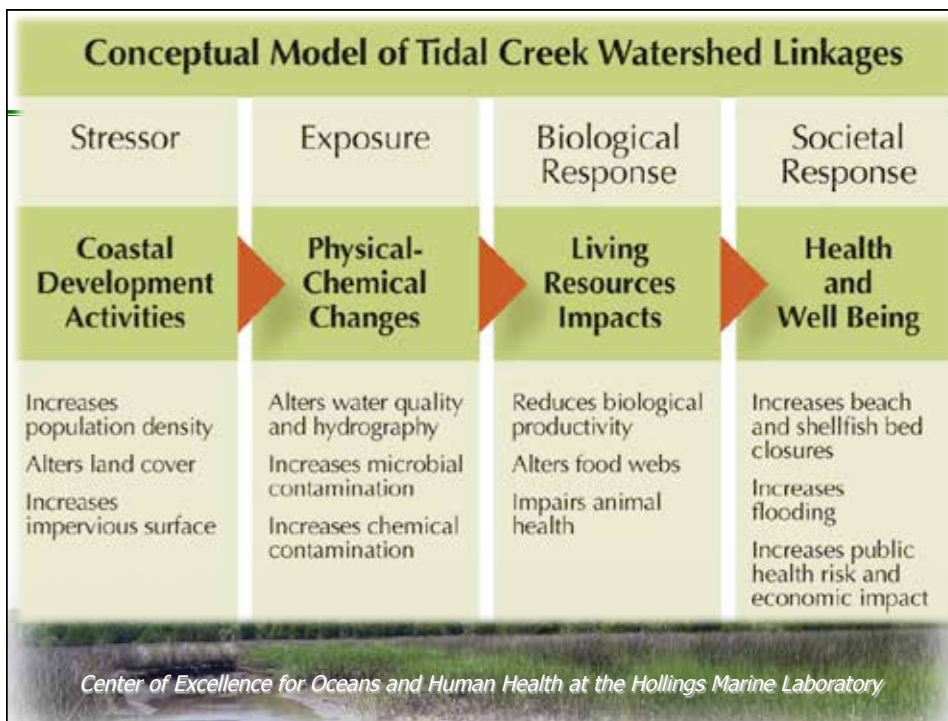 Conceptual Model of Tidal Creek Watershed Linkages
Stressor
Coastal
Development
Activities
Increases
population density
Alters land cover
Increases
impervious surface
Exposure
Physical-
Chemical
Changes
Alters water quality
and hydrography
Increases microbial
contamination
Increases chemical
contamination
Biological
Response
Living
Resources
Impacts
Reduces biological
productivity
Alters food webs
Impairs animal
health
Societal
Response
Health
and
Well Being
Increases beach
and shellfish bed
closures
Increases
flooding
Increases public
health risk and
economic impact
Center of Excellence for Oceans and Human Health at the Hollings Marine Laboratory